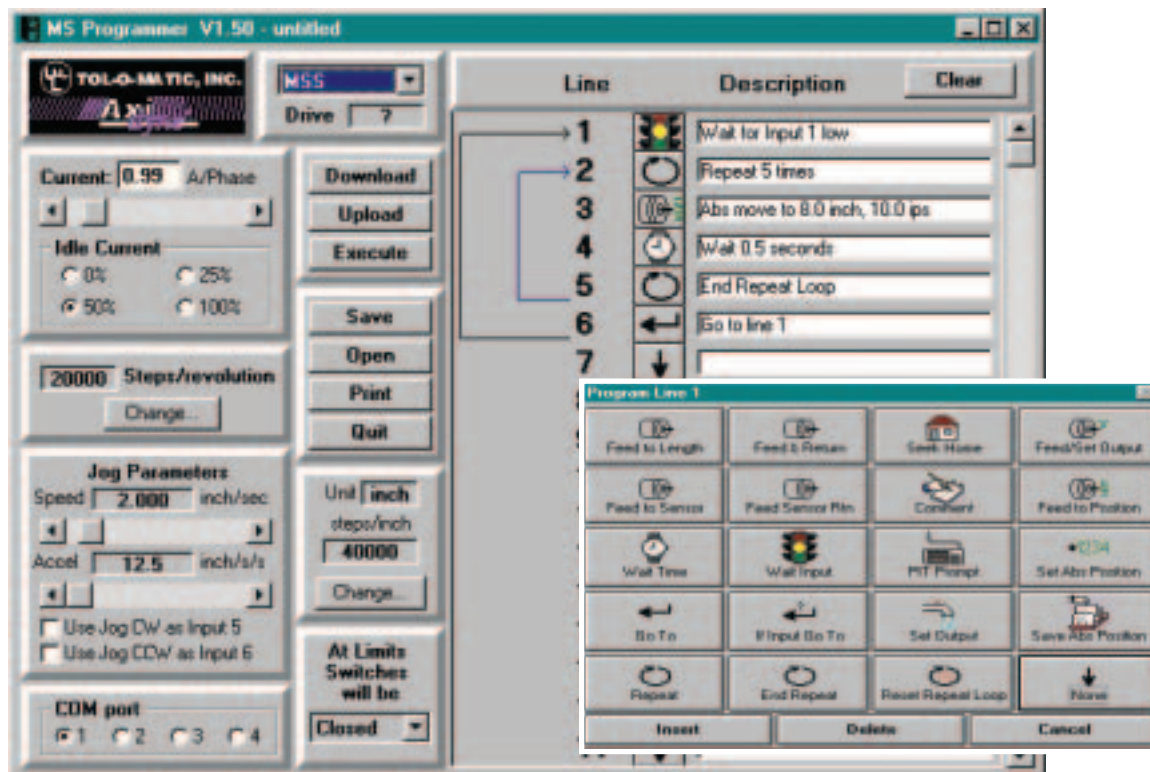 MS Programmer V1.50 - untitled
TOL-O-MATIC, INC.
Axi
MSS
Drive ?
Line Description Clear
Current: 0.99 A/Phase
Idle Current
0% 25%
50% 100%
20000 Steps/revolution
Change...
Jog Parameters
Speed 2.000 inch/sec
Accel 12.5 inch/s/s
Use Jog CW as Input 5
Use Jog CCW as Input 6
COM port
1 2 3 4
Download
Upload
Execute
Save
Open
Print
Quit
Unit inch
steps/inch
40000
Change...
At Limits
Switches
will be
Closed
1 Wait for Input 1 low
2 Repeat 5 times
3 Abs move to 8.0 inch, 10.0 ips
4 Wait 0.5 seconds
5 End Repeat Loop
6 Go to line 1
7
Program Line 1
Feed to Length Feed & Return Seek Home Feed/Set Output
Feed to Sensor Feed Sensor Rtn Comment Feed to Position
Wait Time Wait Input MIT Prompt Set Abs Position
Go To If Input Go To Set Output Save Abs Position
Repeat End Repeat Reset Repeat Loop None
Insert Delete Cancel